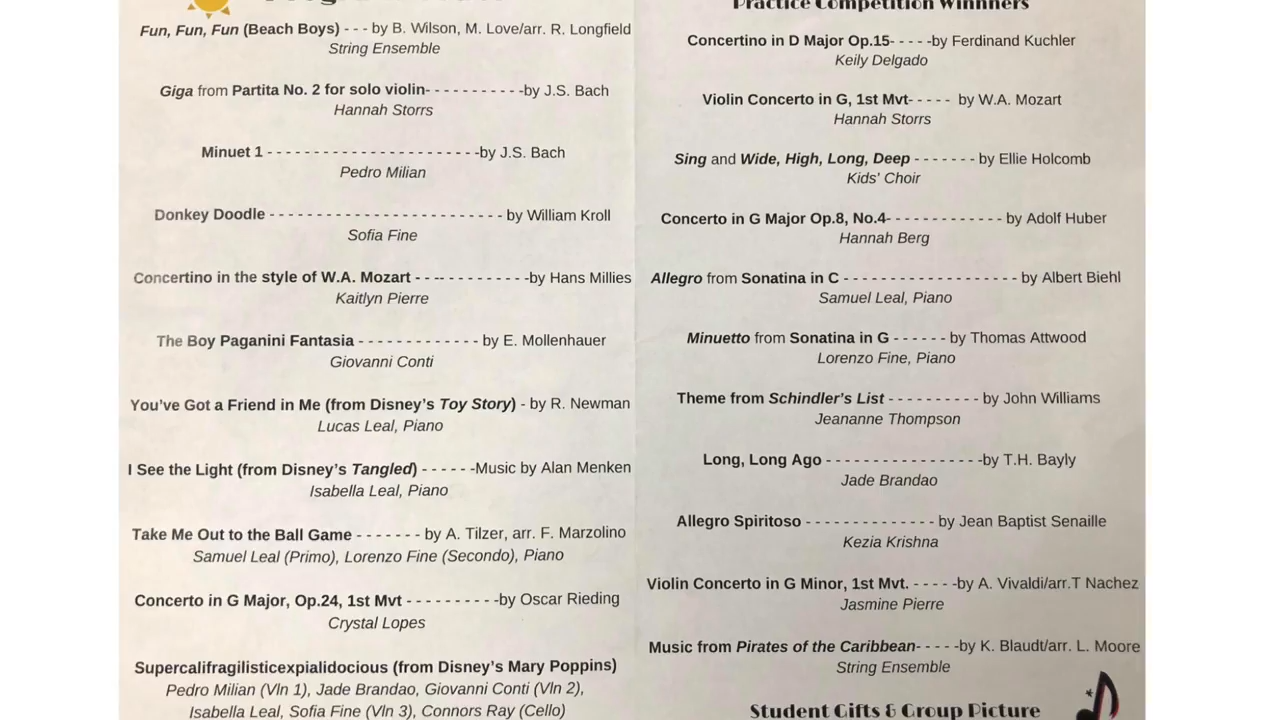 Fun, Fun, Fun (Beach Boys) - - - by B. Wilson, M. Love/arr. R. Longfield
String Ensemble
Giga from Partita No. 2 for solo violin- - - - - - - - - - -by J.S. Bach
Hannah Storrs
Minuet 1 - - - - - - - - - - - - - - - - - - - - - -by J.S. Bach
Pedro Milian
Donkey Doodle - - - - - - - - - - - - - - - - - - - - - - - - by William Kroll
Sofia Fine
Concertino in the style of W.A. Mozart - - - -- - - - - - - - - -by Hans Millies
Kaitlyn Pierre
The Boy Paganini Fantasia - - - - - - - - - - - - - by E. Mollenhauer
Giovanni Conti
You've Got a Friend in Me (from Disney's Toy Story) - by R. Newman
Lucas Leal, Piano
I See the Light (from Disney's Tangled) - - - - - -Music by Alan Menken
Isabella Leal, Piano
Take Me Out to the Ball Game - - - - - - - by A. Tilzer, arr. F. Marzolino
Samuel Leal (Primo), Lorenzo Fine (Secondo), Piano
Concerto in G Major, Op.24, 1st Mvt - - - - - - - - - -by Oscar Rieding
Crystal Lopes
Supercalifragilisticexpialidocious (from Disney's Mary Poppins)
Pedro Milian (Vln 1), Jade Brandao, Giovanni Conti (Vln 2),
Isabella Leal, Sofia Fine (Vln 3), Connors Ray (Cello)
Practice Competition Winnners
Concertino in D Major Op.15- - - - -by Ferdinand Kuchler
Keily Delgado
Violin Concerto in G, 1st Mvt- - - - - by W.A. Mozart
Hannah Storrs
Sing and Wide, High, Long, Deep - - - - - - - by Ellie Holcomb
Kids' Choir
Concerto in G Major Op.8, No.4- - - - - - - - - - - - by Adolf Huber
Hannah Berg
Allegro from Sonatina in C - - - - - - - - - - - - - - - - - - by Albert Biehl
Samuel Leal, Piano
Minuetto from Sonatina in G - - - - - - by Thomas Attwood
Lorenzo Fine, Piano
Theme from Schindler's List - - - - - - - - - - by John Williams
Jeananne Thompson
Long, Long Ago - - - - - - - - - - - - - - - - -by T.H. Bayly
Jade Brandao
Allegro Spiritoso - - - - - - - - - - - - - - by Jean Baptist Senaille
Kezia Krishna
Violin Concerto in G Minor, 1st Mvt. - - - - -by A. Vivaldi/arr.T Nachez
Jasmine Pierre
Music from Pirates of the Caribbean- - - - -by K. Blaudt/arr. L. Moore
String Ensemble
Student Gifts & Group Picture